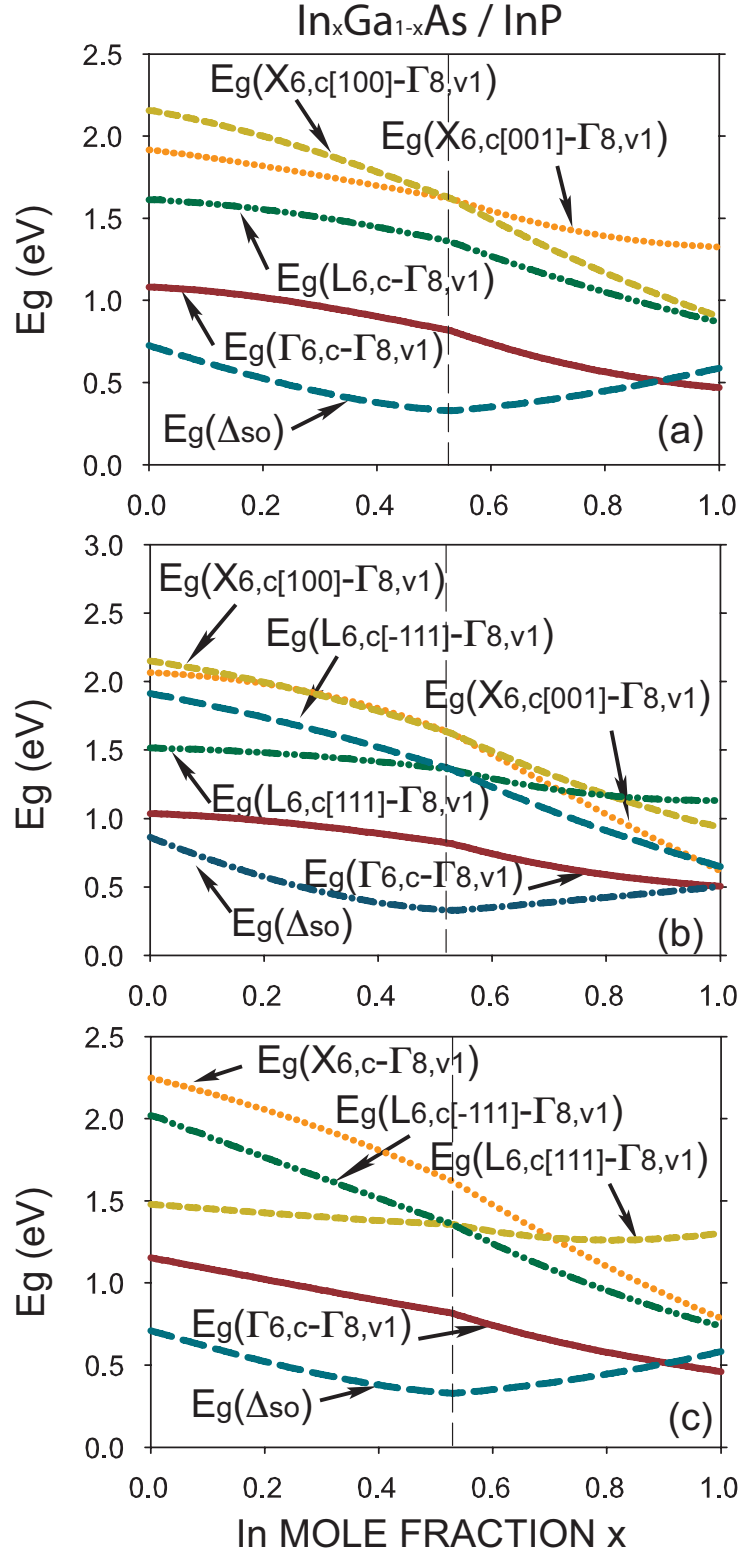 InxGa1-xAs / InP
2.5
Eg(X6,c[100]-Γ8,v1)
Eg(X6,c[001]-Γ8,v1)
2.0
1.5
Eg(L6,c-Γ8,v1)
Eg (eV)
1.0
Eg(Γ6,c-Γ8,v1)
0.5
Eg(Δso)
(a)
0.0
0.0 0.2 0.4 0.6 0.8 1.0
3.0
Eg(X6,c[100]-Γ8,v1)
2.5
Eg(L6,c[-111]-Γ8,v1)
2.0
Eg(X6,c[001]-Γ8,v1)
Eg (eV)
1.5
Eg(L6,c[111]-Γ8,v1)
1.0
Eg(Γ6,c-Γ8,v1)
0.5
Eg(Δso)
(b)
0.0
0.0 0.2 0.4 0.6 0.8 1.0
2.5
Eg(X6,c-Γ8,v1)
Eg(L6,c[-111]-Γ8,v1)
2.0
Eg(L6,c[111]-Γ8,v1)
1.5
Eg (eV)
1.0
Eg(Γ6,c-Γ8,v1)
0.5
Eg(Δso)
(c)
0.0
0.0 0.2 0.4 0.6 0.8 1.0
In MOLE FRACTION x